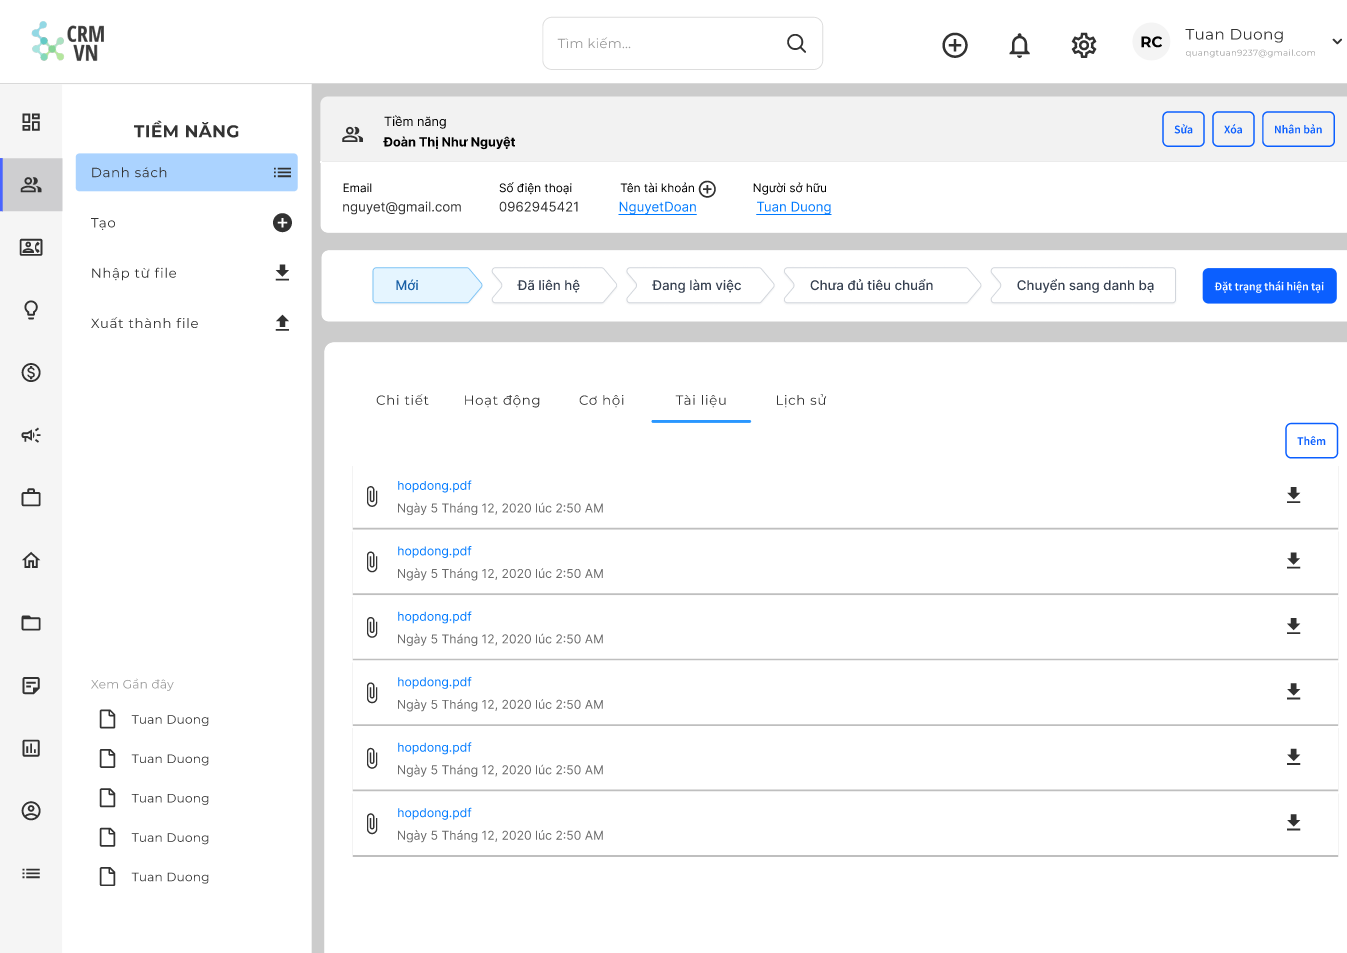 CRM
VN
Tìm kiếm...
RC
Tuan Duong
quangtuan9237@gmail.com
TIỀM NĂNG
Danh sách
Tạo
Nhập từ file
Xuất thành file
Xem Gần đây
Tuan Duong
Tuan Duong
Tuan Duong
Tuan Duong
Tuan Duong
Tiềm năng
Đoàn Thị Như Nguyệt
Sửa
Xóa
Nhân bản
Email
Số điện thoại
Tên tài khoản
Người sở hữu
nguyet@gmail.com
0962945421
NguyetDoan
Tuan Duong
Mới
Đã liên hệ
Đang làm việc
Chưa đủ tiêu chuẩn
Chuyển sang danh bạ
Đặt trạng thái hiện tại
Chi tiết
Hoạt động
Cơ hội
Tài liệu
Lịch sử
Thêm
hopdong.pdf
Ngày 5 Tháng 12, 2020 lúc 2:50 AM
hopdong.pdf
Ngày 5 Tháng 12, 2020 lúc 2:50 AM
hopdong.pdf
Ngày 5 Tháng 12, 2020 lúc 2:50 AM
hopdong.pdf
Ngày 5 Tháng 12, 2020 lúc 2:50 AM
hopdong.pdf
Ngày 5 Tháng 12, 2020 lúc 2:50 AM
hopdong.pdf
Ngày 5 Tháng 12, 2020 lúc 2:50 AM